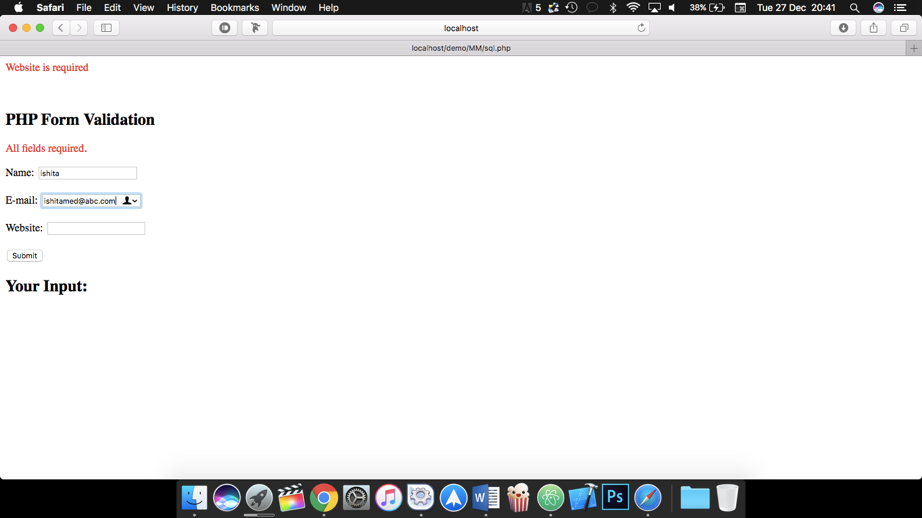 Safari File Edit View History Bookmarks Window Help 5 38% Tue 27 Dec 20:41
localhost
localhost/demo/MM/sql.php
Website is required
PHP Form Validation
All fields required.
Name: ishita
E-mail: ishitamed@abc.com
Website:
Submit
Your Input:
W Ps